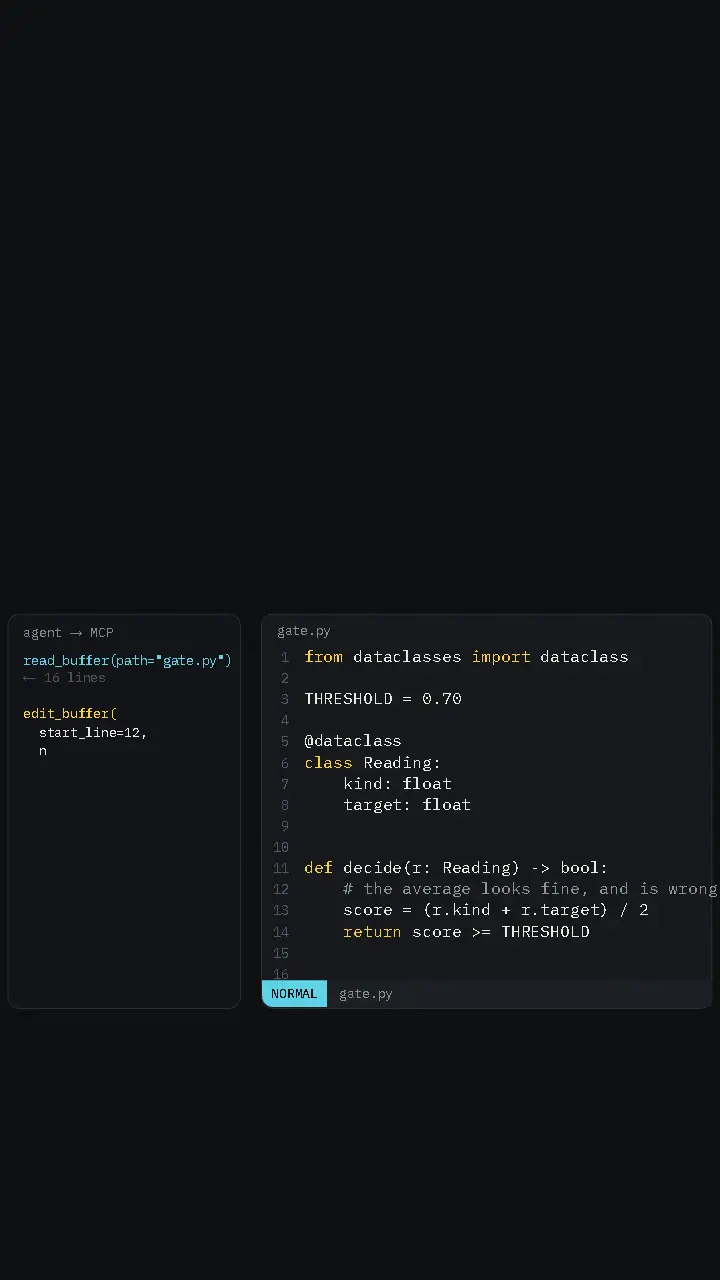 agent → MCP
read_buffer(path="gate.py")
← 16 lines
edit_buffer(
start_line=12,
n
gate.py
1 from dataclasses import dataclass
2
3 THRESHOLD = 0.70
4
5 @dataclass
6 class Reading:
7     kind: float
8     target: float
9
10
11 def decide(r: Reading) -> bool:
12     # the average looks fine, and is wrong
13     score = (r.kind + r.target) / 2
14     return score >= THRESHOLD
15
16
NORMAL gate.py